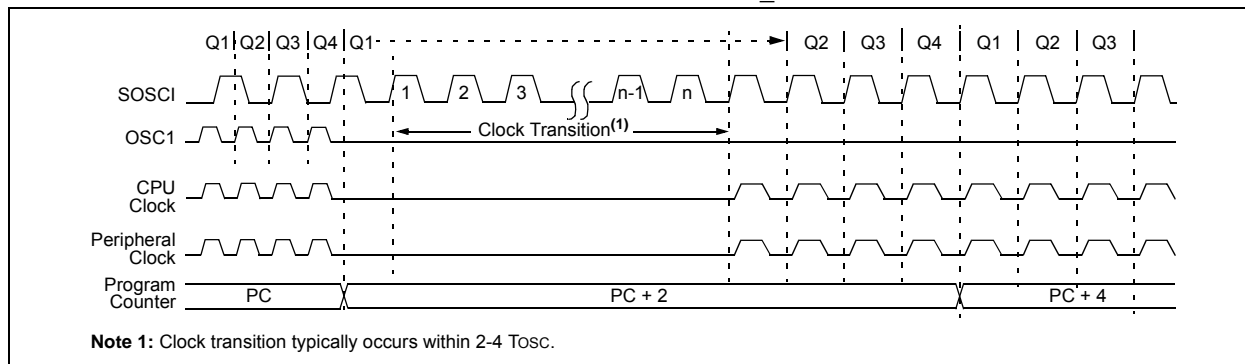 Q1 Q2 Q3 Q4 Q1 Q2 Q3 Q4 Q1 Q2 Q3
SOSCI 1 2 3 n-1 n
Clock Transition(1)
OSC1
CPU
Clock
Peripheral
Clock
Program
Counter
PC PC + 2 PC + 4
Note 1: Clock transition typically occurs within 2-4 TOSC.